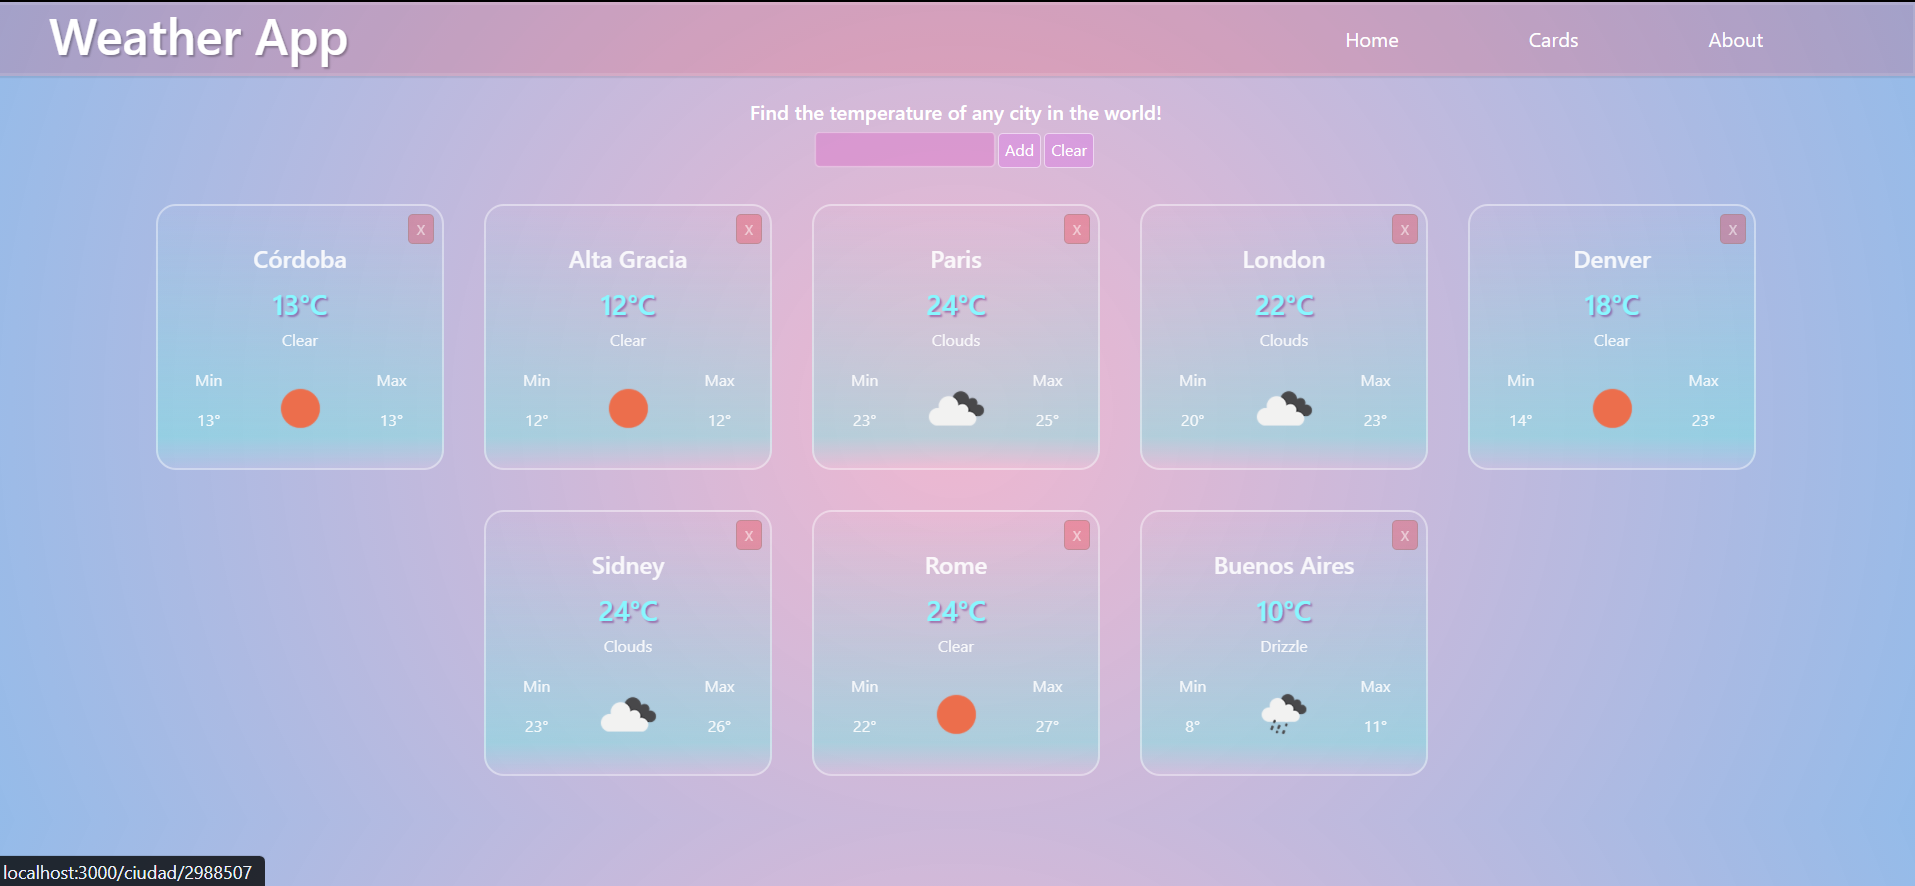 Weather App
Home Cards About
Find the temperature of any city in the world!
Add Clear
X
Córdoba
13°C
Clear
Min Max
13° 13°
X
Alta Gracia
12°C
Clear
Min Max
12° 12°
X
Paris
24°C
Clouds
Min Max
23° 25°
X
London
22°C
Clouds
Min Max
20° 23°
X
Denver
18°C
Clear
Min Max
14° 23°
X
Sidney
24°C
Clouds
Min Max
23° 26°
X
Rome
24°C
Clear
Min Max
22° 27°
X
Buenos Aires
10°C
Drizzle
Min Max
8° 11°
localhost:3000/ciudad/2988507